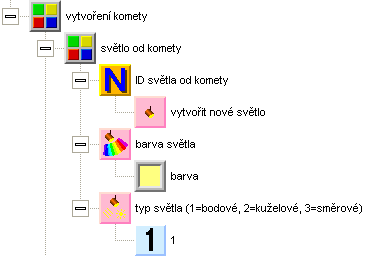 vytvoření komety
světlo od komety
N
ID světla od komety
vytvořit nové světlo
barva světla
barva
typ světla (1=bodové, 2=kuželové, 3=směrové)
1
1